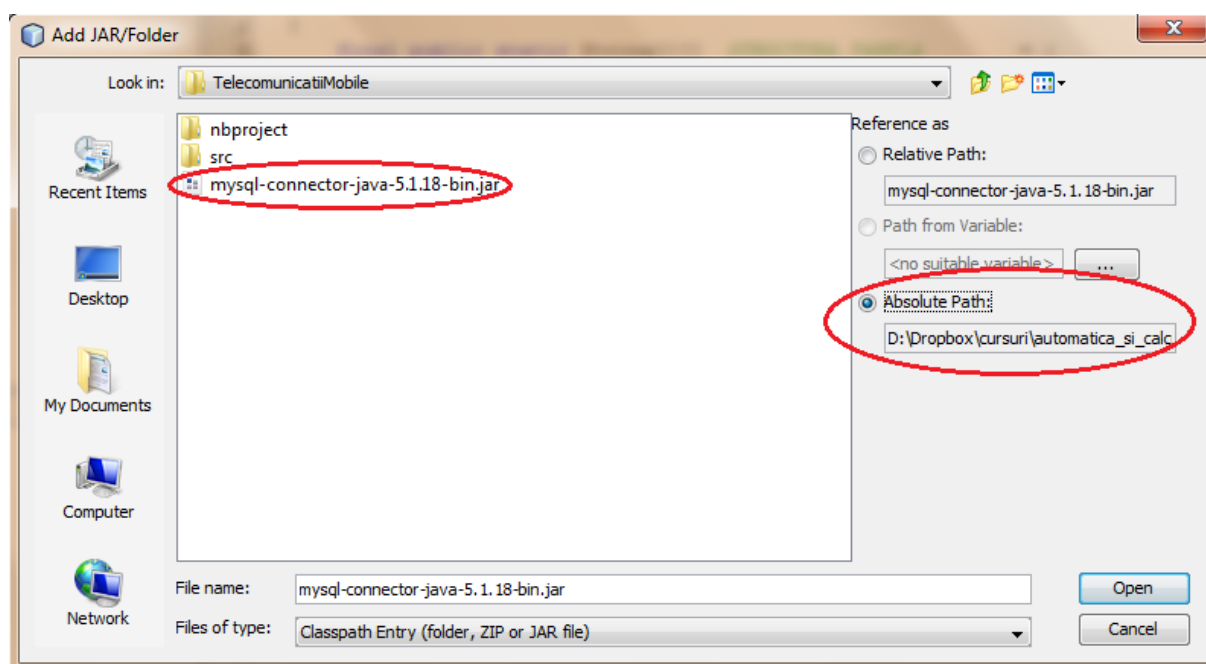 Add JAR/Folder
Look in:
TelecomunicatiiMobile
Recent Items
Desktop
My Documents
Computer
Network
nbproject
src
mysql-connector-java-5.1.18-bin.jar
Reference as
Relative Path:
mysql-connector-java-5.1.18-bin.jar
Path from Variable:
<no suitable variable>
...
Absolute Path:
D:\Dropbox\cursuri\automatica_si_calc
File name:
mysql-connector-java-5.1.18-bin.jar
Open
Files of type:
Classpath Entry (folder, ZIP or JAR file)
Cancel